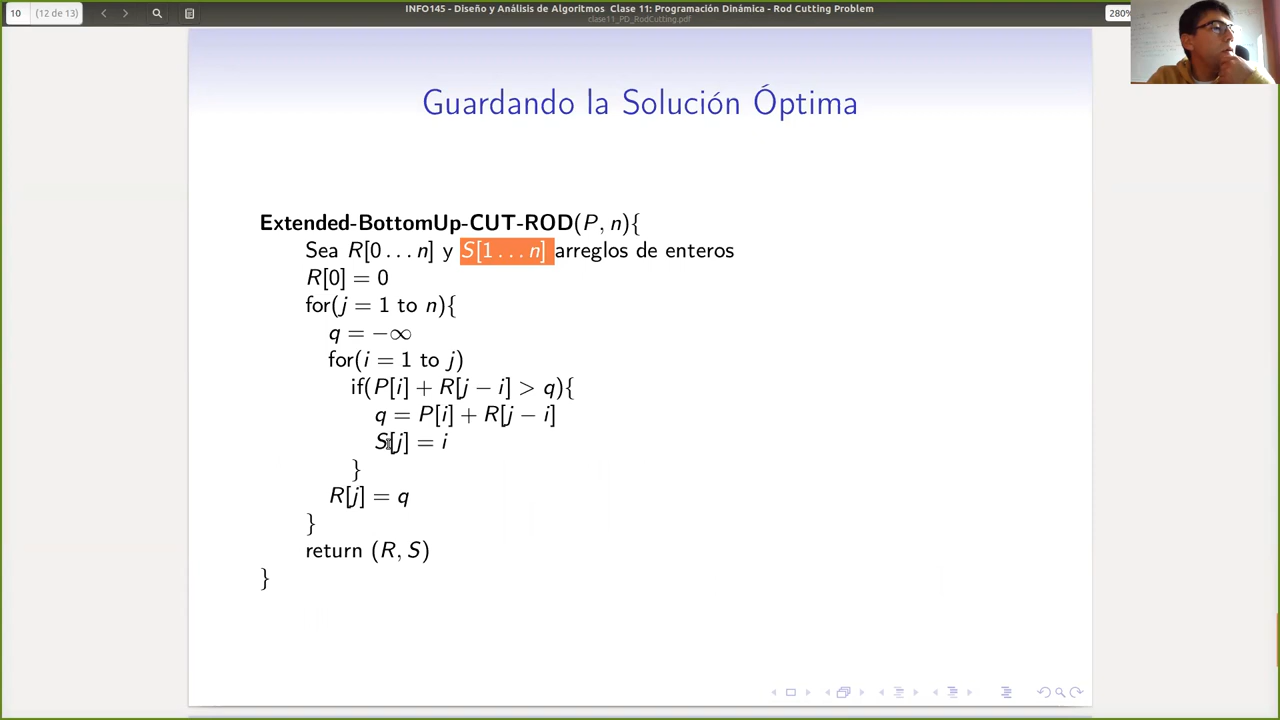 10 (12 de 13)
INFO145 - Diseño y Análisis de Algoritmos Clase 11: Programación Dinámica - Rod Cutting Problem
clase11_PD_RodCutting.pdf
280%
Guardando la Solución Óptima
Extended-BottomUp-CUT-ROD(P, n){
Sea R[0 . . . n] y S[1 . . . n] arreglos de enteros
R[0] = 0
for(j = 1 to n){
q = −∞
for(i = 1 to j)
if(P[i] + R[j − i] > q){
q = P[i] + R[j − i]
S[j] = i
}
R[j] = q
}
return (R, S)
}